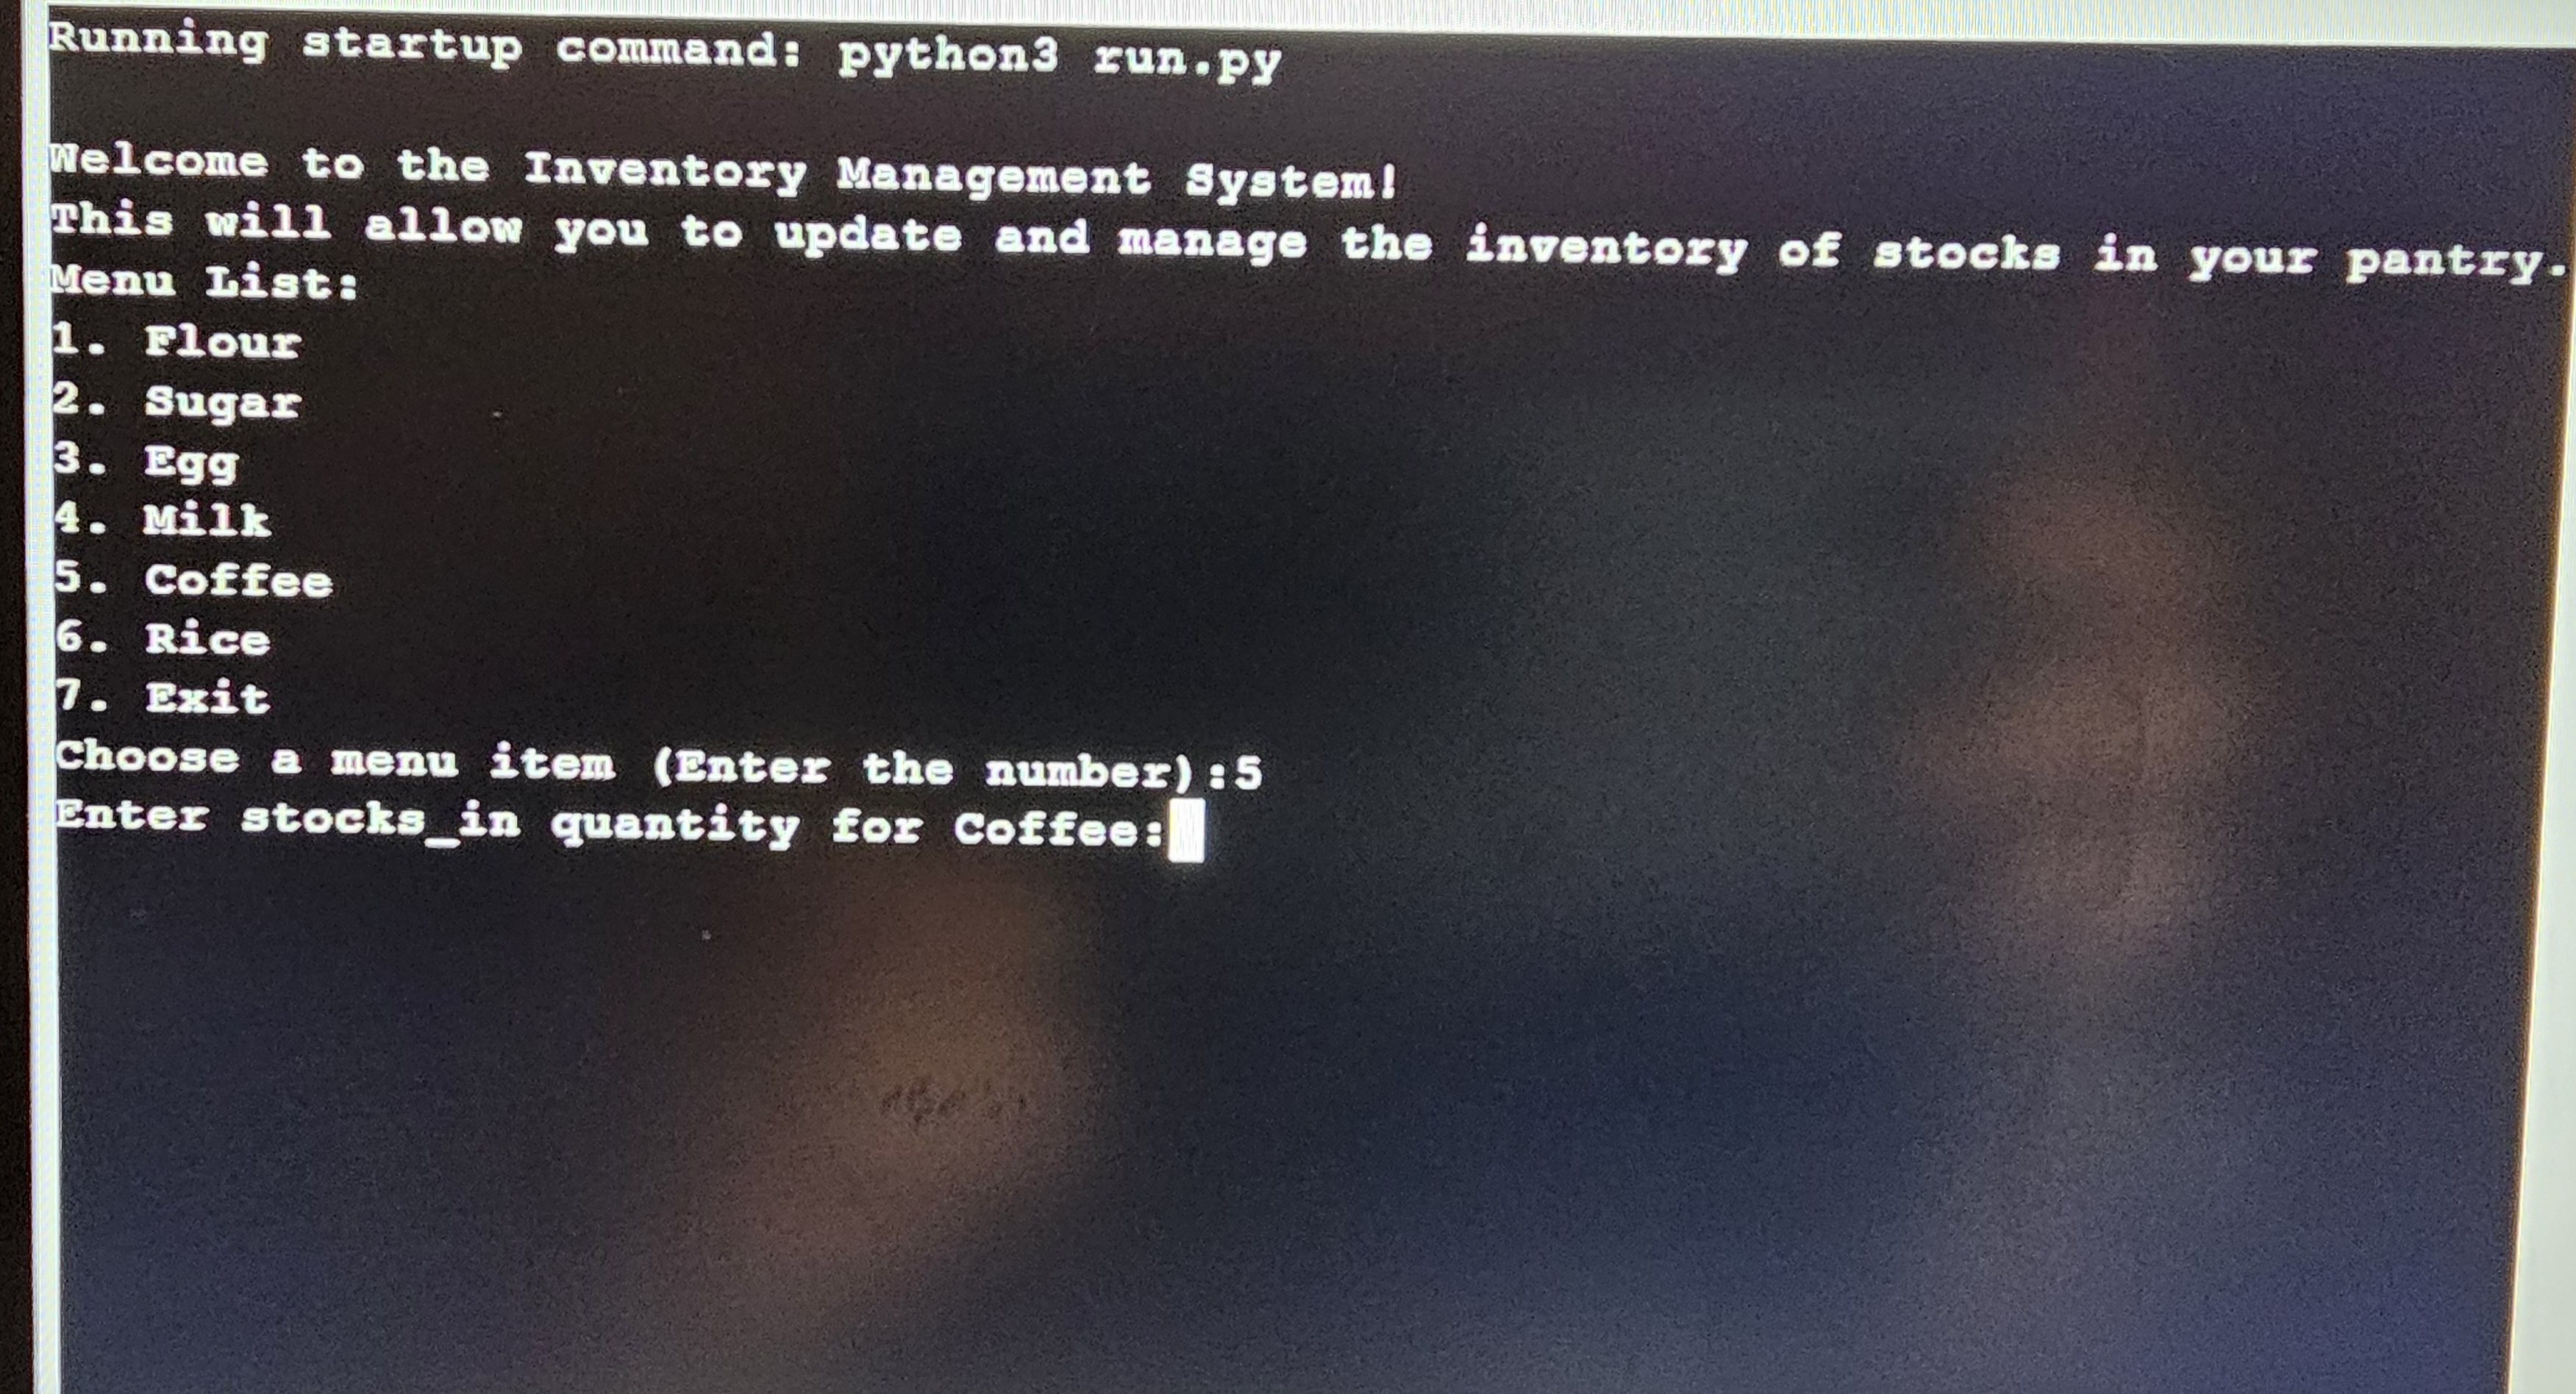 Running startup command: python3 run.py
Welcome to the Inventory Management System!
This will allow you to update and manage the inventory of stocks in your pantry.
Menu List:
1. Flour
2. Sugar
3. Egg
4. Milk
5. Coffee
6. Rice
7. Exit
Choose a menu item (Enter the number):5
Enter stocks_in quantity for Coffee: